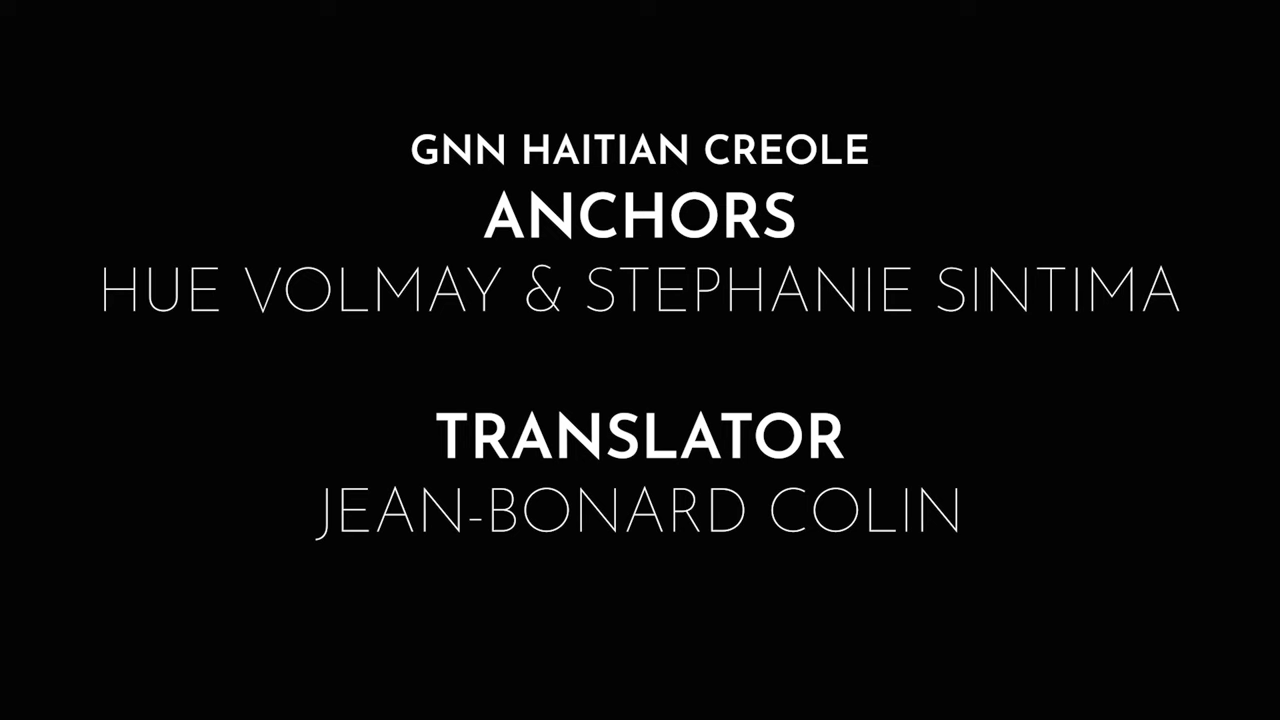 GNN HAITIAN CREOLE
ANCHORS
HUE VOLMAY & STEPHANIE SINTIMA
TRANSLATOR
JEAN-BONARD COLIN